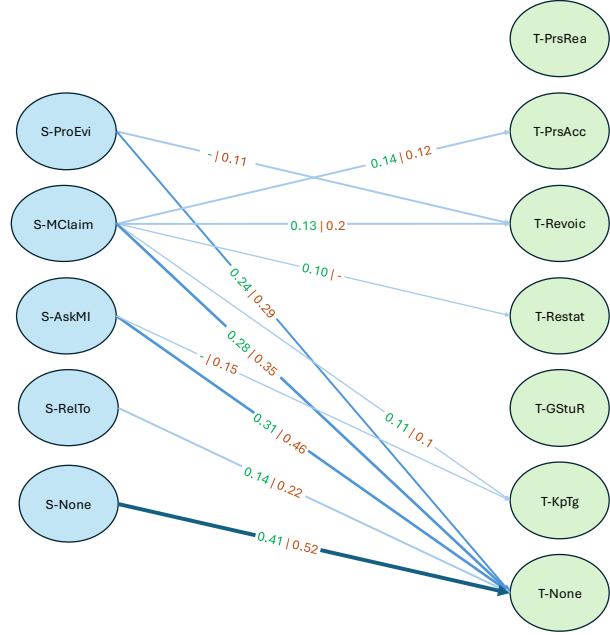 T-PrsRea
S-ProEvi
T-PrsAcc
- | 0.11
0.14 | 0.12
S-MClaim
0.13 | 0.2
T-Revoic
0.10 | -
0.24 | 0.29
S-AskMI
T-Restat
0.28 | 0.35
- | 0.15
S-RelTo
T-GStuR
0.11 | 0.1
0.31 | 0.46
0.14 | 0.22
S-None
T-KpTg
0.41 | 0.52
T-None